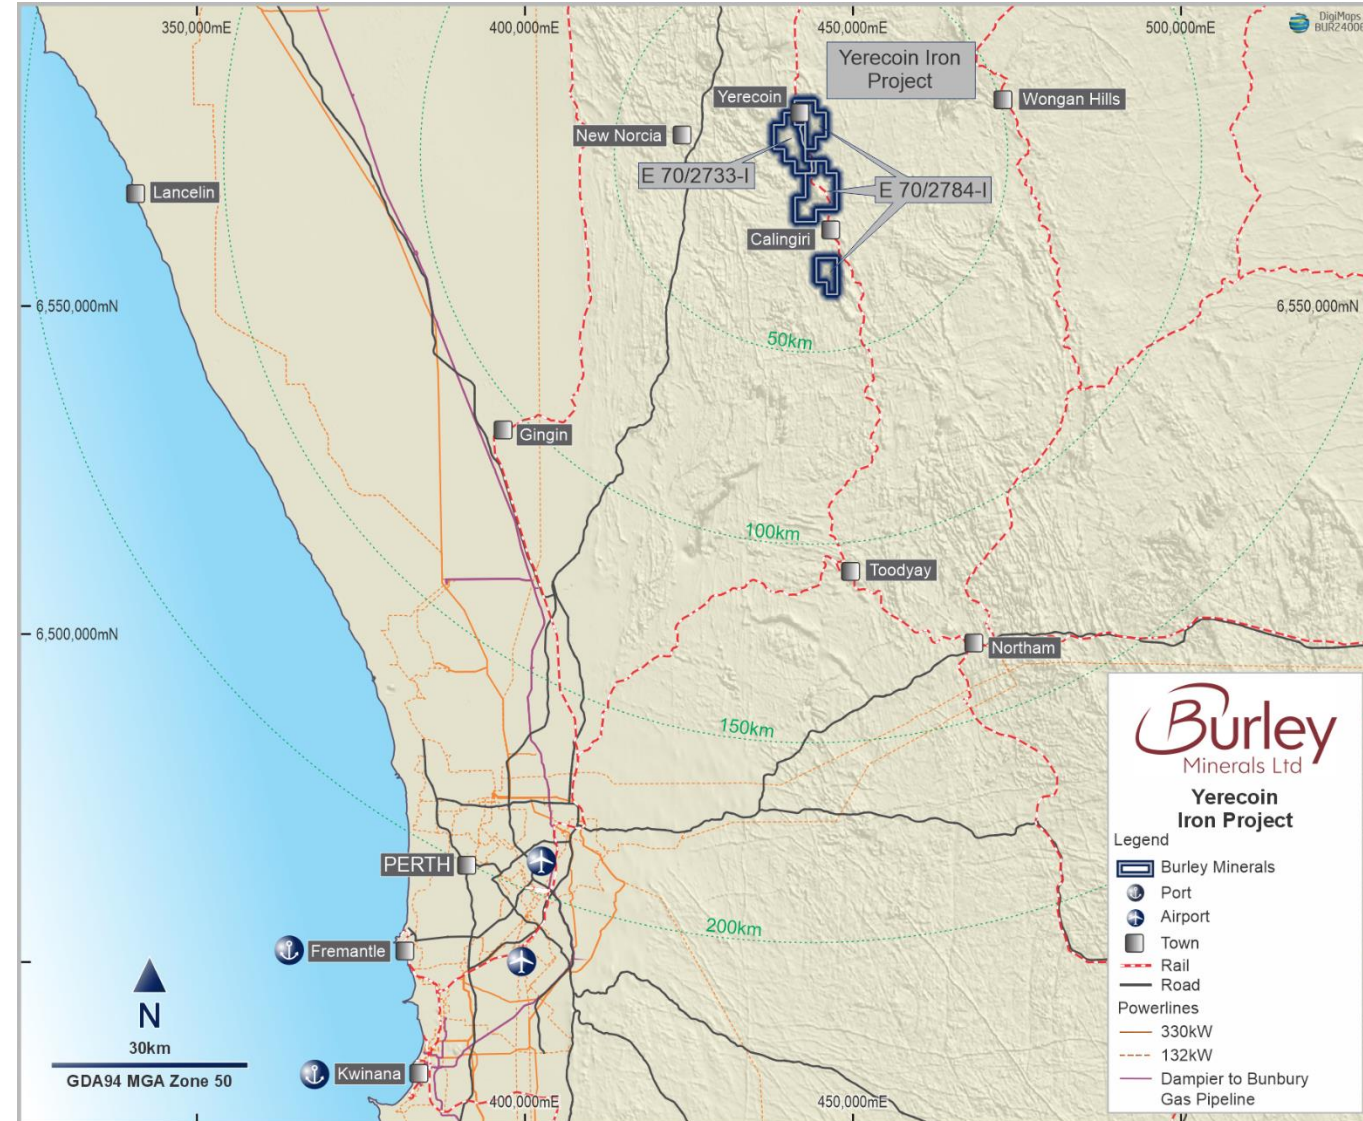 350,000mE
400,000mE
450,000mE
500,000mE
DigiMaps
Yerecoin Iron
Project
Yerecoin
Wongan Hills
New Norcia
E 70/2733-I
E 70/2784-I
Lancelin
Calingiri
6,550,000mN
6,550,000mN
50km
Gingin
100km
Toodyay
6,500,000mN
Northam
150km
PERTH
200km
Fremantle
Kwinana
N
30km
GDA94 MGA Zone 50
400,000mE
450,000mE
Burley
Minerals Ltd
Yerecoin
Iron Project
Legend
Burley Minerals
Port
Airport
Town
Rail
Road
Powerlines
330kW
132kW
Dampier to Bunbury
Gas Pipeline